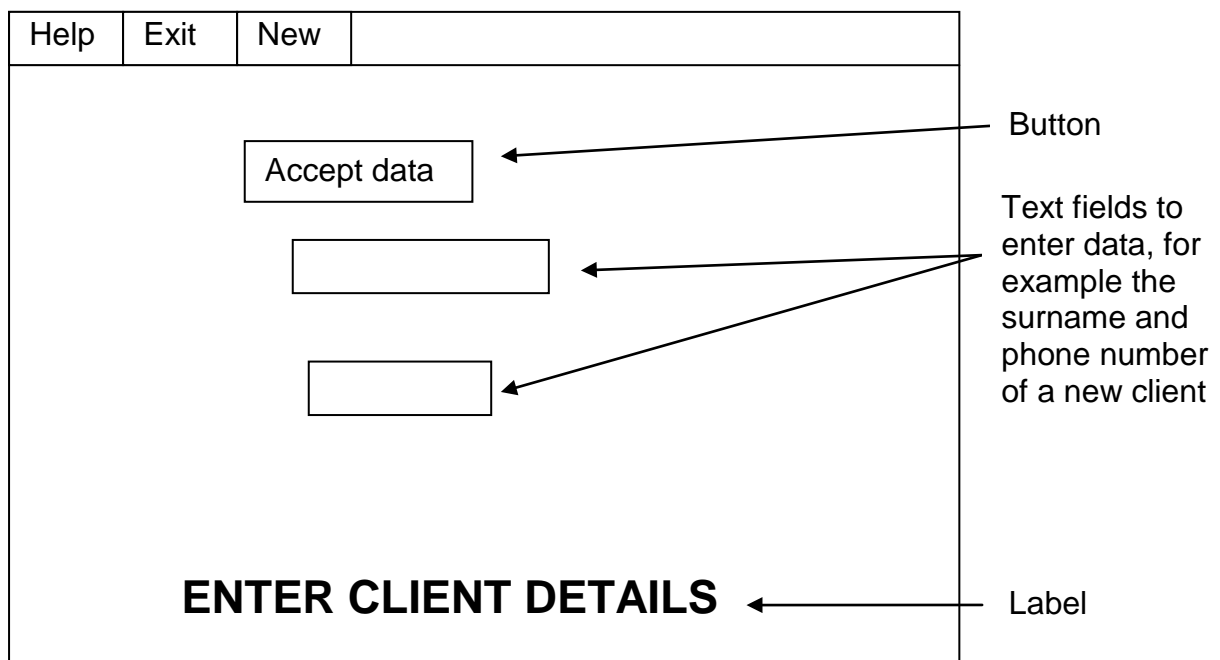 Help Exit New
Button
Accept data
Text fields to
enter data, for
example the
surname and
phone number
of a new client
ENTER CLIENT DETAILS
Label